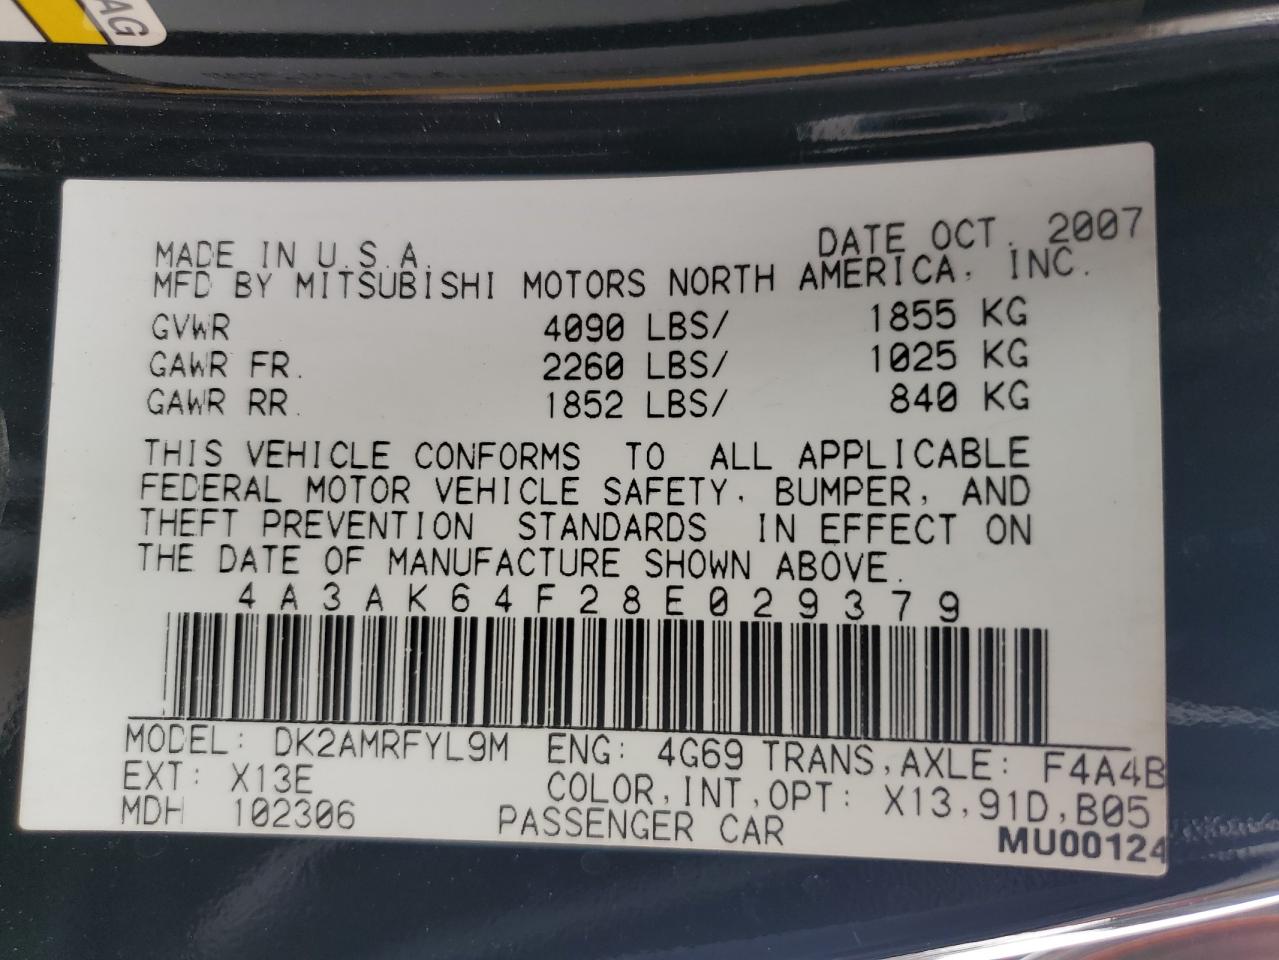 AG
MADE IN U.S.A. DATE OCT. 2007
MFD BY MITSUBISHI MOTORS NORTH AMERICA, INC.
GVWR 4090 LBS/ 1855 KG
GAWR FR. 2260 LBS/ 1025 KG
GAWR RR. 1852 LBS/ 840 KG
THIS VEHICLE CONFORMS TO ALL APPLICABLE
FEDERAL MOTOR VEHICLE SAFETY, BUMPER, AND
THEFT PREVENTION STANDARDS IN EFFECT ON
THE DATE OF MANUFACTURE SHOWN ABOVE.
4A3AK64F28E029379
MODEL: DK2AMRFYL9M ENG: 4G69 TRANS,AXLE: F4A4B
EXT: X13E COLOR,INT,OPT: X13,91D,B05
MDH 102306 PASSENGER CAR
MU00124